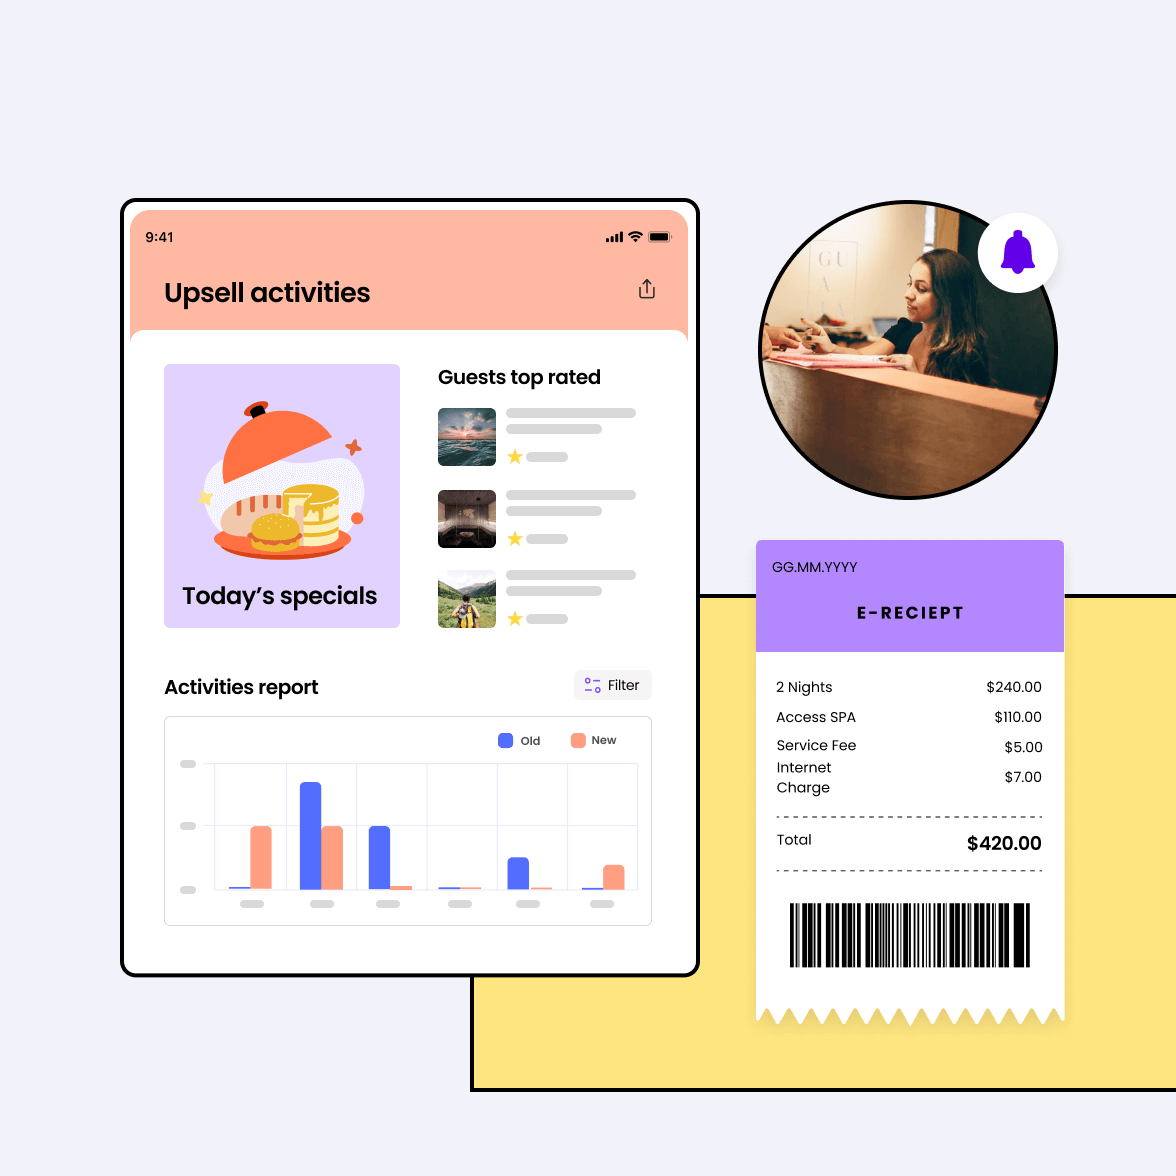 9:41
Upsell activities
Today's specials
Guests top rated
Activities report
Filter
Old
New
GU
GG.MM.YYYY
E-RECIEPT
2 Nights $240.00
Access SPA $110.00
Service Fee $5.00
Internet
Charge $7.00
Total $420.00